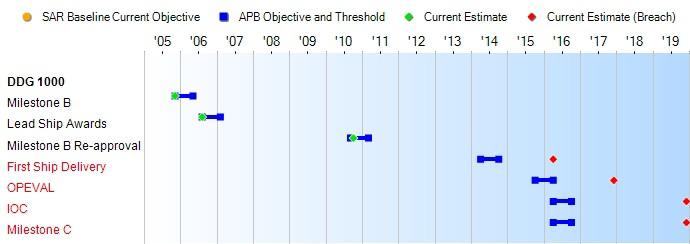 SAR Baseline Current Objective APB Objective and Threshold Current Estimate Current Estimate (Breach)
'05 '06 '07 '08 '09 '10 '11 '12 '13 '14 '15 '16 '17 '18 '19
DDG 1000
Milestone B
Lead Ship Awards
Milestone B Re-approval
First Ship Delivery
OPEVAL
IOC
Milestone C